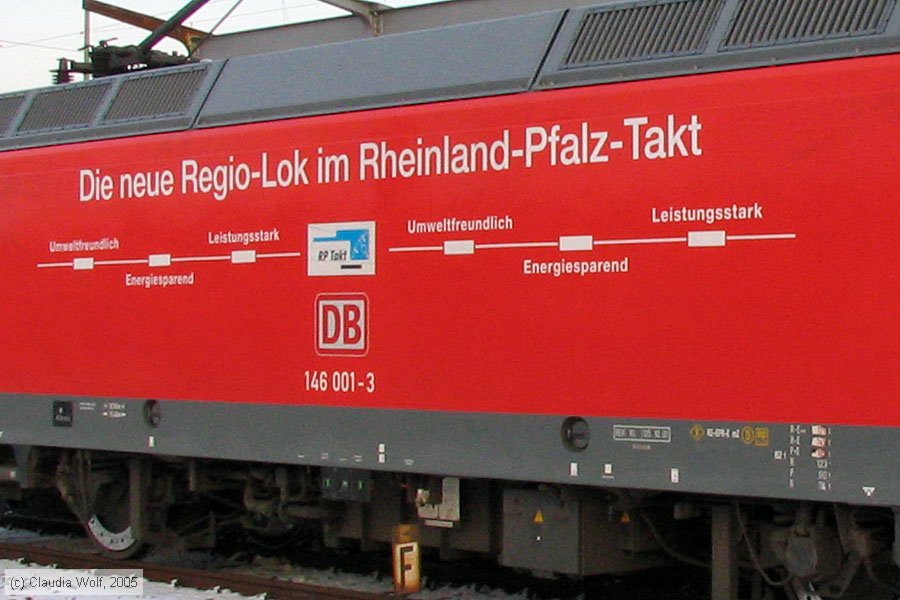 Die neue Regio-Lok im Rheinland-Pfalz-Takt
Umweltfreundlich
Energiesparend
Leistungsstark
RP Takt
Umweltfreundlich
Energiesparend
Leistungsstark
DB
146 001-3
F
(c) Claudia Wolf, 2005